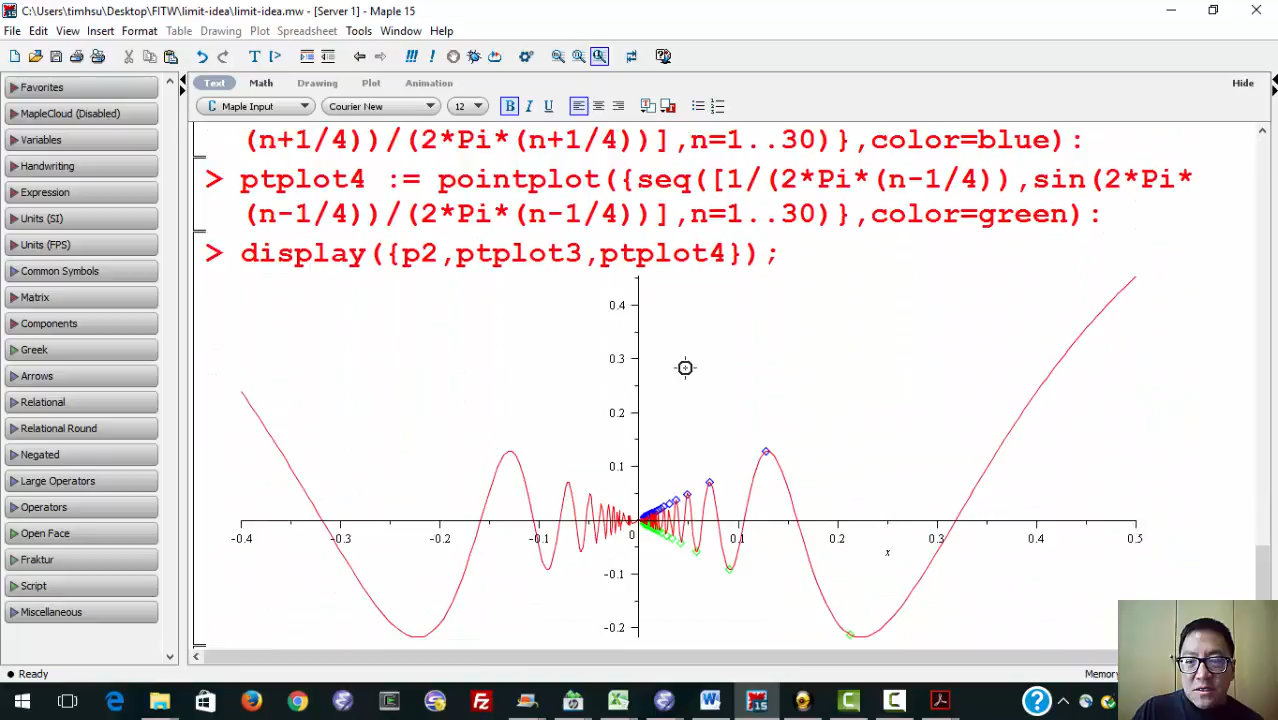 C:\Users\timhsu\Desktop\FITW\limit-idea\limit-idea.mw - [Server 1] - Maple 15
File Edit View Insert Format Table Drawing Plot Spreadsheet Tools Window Help
Text Math Drawing Plot Animation Hide
C Maple Input Courier New 12 B I U
Favorites
MapleCloud (Disabled)
Variables
Handwriting
Expression
Units (SI)
Units (FPS)
Common Symbols
Matrix
Components
Greek
Arrows
Relational
Relational Round
Negated
Large Operators
Operators
Open Face
Fraktur
Script
Miscellaneous
(n+1/4))/(2*Pi*(n+1/4))],n=1..30)},color=blue):
> ptplot4 := pointplot({seq([1/(2*Pi*(n-1/4)),sin(2*Pi*
(n-1/4))/(2*Pi*(n-1/4))],n=1..30)},color=green):
> display({p2,ptplot3,ptplot4});
0.4
0.3
0.2
0.1
-0.4 -0.3 -0.2 -0.1 0 0.1 0.2 0.3 0.4 0.5
x
-0.1
-0.2
Ready
Memory